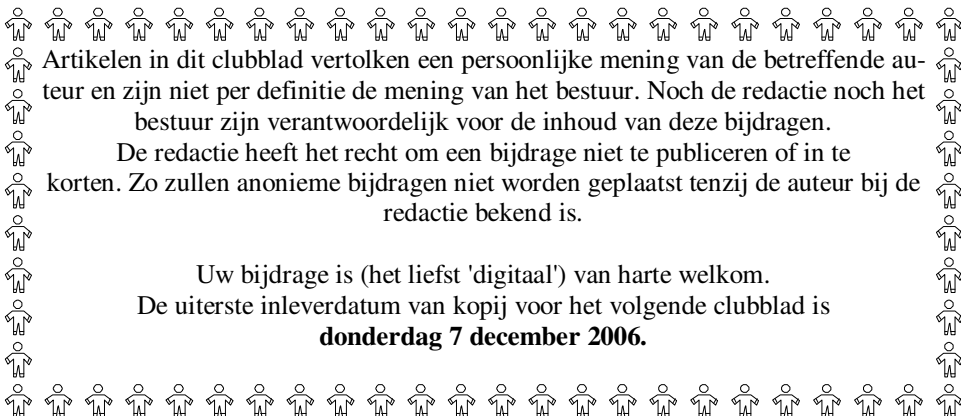 Artikelen in dit clubblad vertolken een persoonlijke mening van de betreffende au-
teur en zijn niet per definitie de mening van het bestuur. Noch de redactie noch het
bestuur zijn verantwoordelijk voor de inhoud van deze bijdragen.
De redactie heeft het recht om een bijdrage niet te publiceren of in te
korten. Zo zullen anonieme bijdragen niet worden geplaatst tenzij de auteur bij de
redactie bekend is.
Uw bijdrage is (het liefst 'digitaal') van harte welkom.
De uiterste inleverdatum van kopij voor het volgende clubblad is
donderdag 7 december 2006.